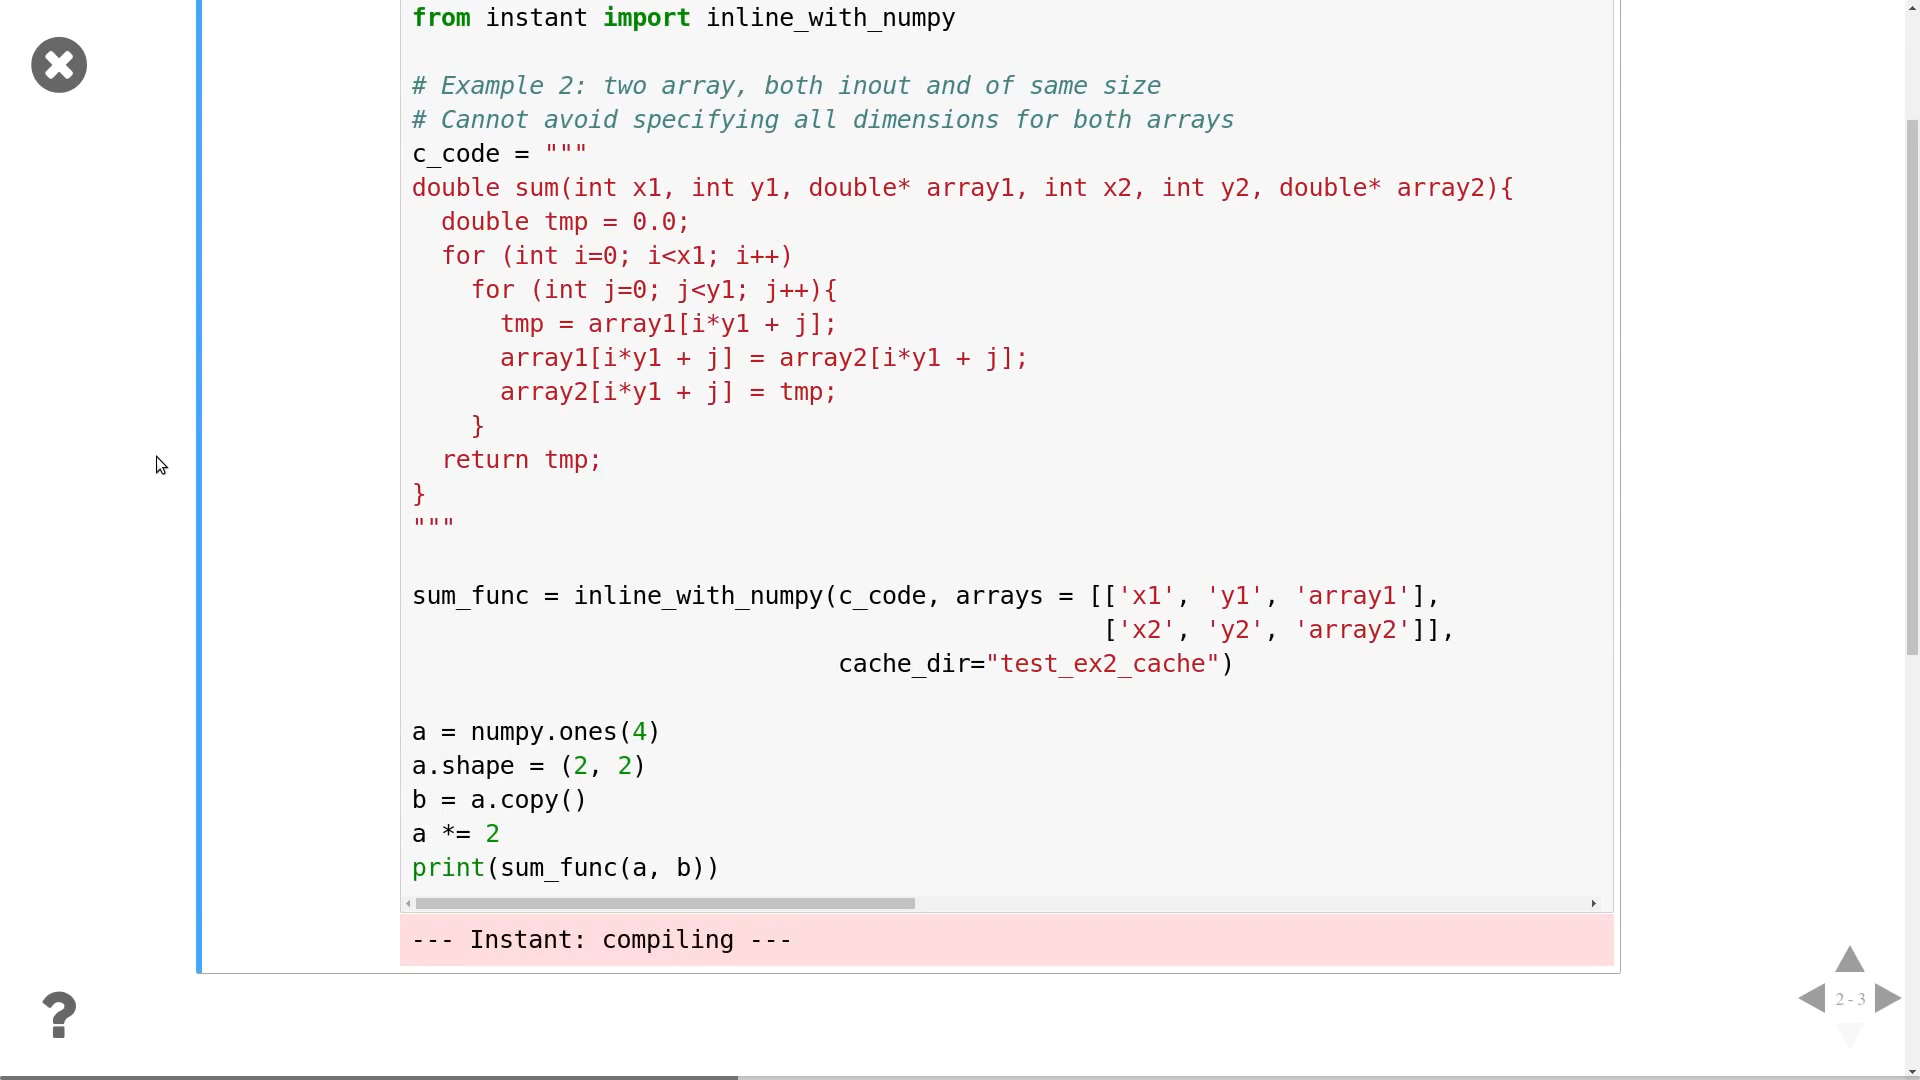 from instant import inline_with_numpy
# Example 2: two array, both inout and of same size
# Cannot avoid specifying all dimensions for both arrays
c_code = """
double sum(int x1, int y1, double* array1, int x2, int y2, double* array2){
  double tmp = 0.0;
  for (int i=0; i<x1; i++)
    for (int j=0; j<y1; j++){
      tmp = array1[i*y1 + j];
      array1[i*y1 + j] = array2[i*y1 + j];
      array2[i*y1 + j] = tmp;
    }
  return tmp;
}
"""
sum_func = inline_with_numpy(c_code, arrays = [['x1', 'y1', 'array1'],
                                               ['x2', 'y2', 'array2']],
                             cache_dir="test_ex2_cache")
a = numpy.ones(4)
a.shape = (2, 2)
b = a.copy()
a *= 2
print(sum_func(a, b))
--- Instant: compiling ---
?
2 - 3